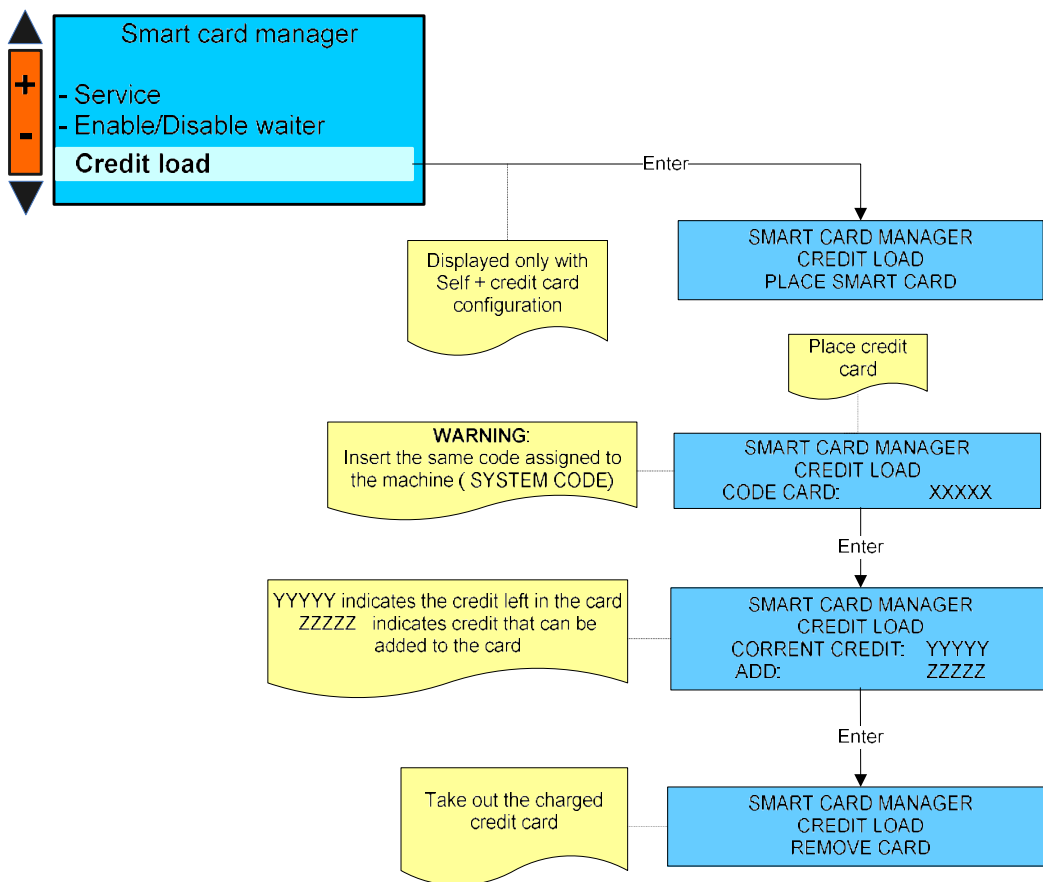 Smart card manager
+
- Service
- Enable/Disable waiter
-
Credit load
Enter
Displayed only with
Self + credit card
configuration
SMART CARD MANAGER
CREDIT LOAD
PLACE SMART CARD
Place credit
card
WARNING:
Insert the same code assigned to
the machine ( SYSTEM CODE)
SMART CARD MANAGER
CREDIT LOAD
CODE CARD: XXXXX
Enter
YYYYY indicates the credit left in the card
ZZZZZ indicates credit that can be
added to the card
SMART CARD MANAGER
CREDIT LOAD
CORRENT CREDIT: YYYYY
ADD: ZZZZZ
Enter
Take out the charged
credit card
SMART CARD MANAGER
CREDIT LOAD
REMOVE CARD